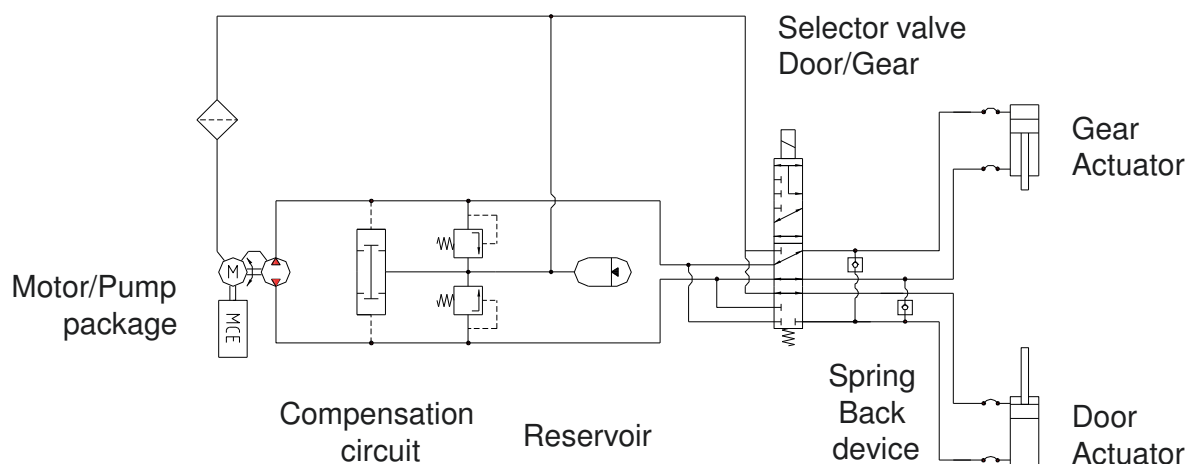 Selector valve
Door/Gear
Gear
Actuator
M
Motor/Pump
package
MCE
Compensation
circuit
Reservoir
Spring
Back
device
Door
Actuator